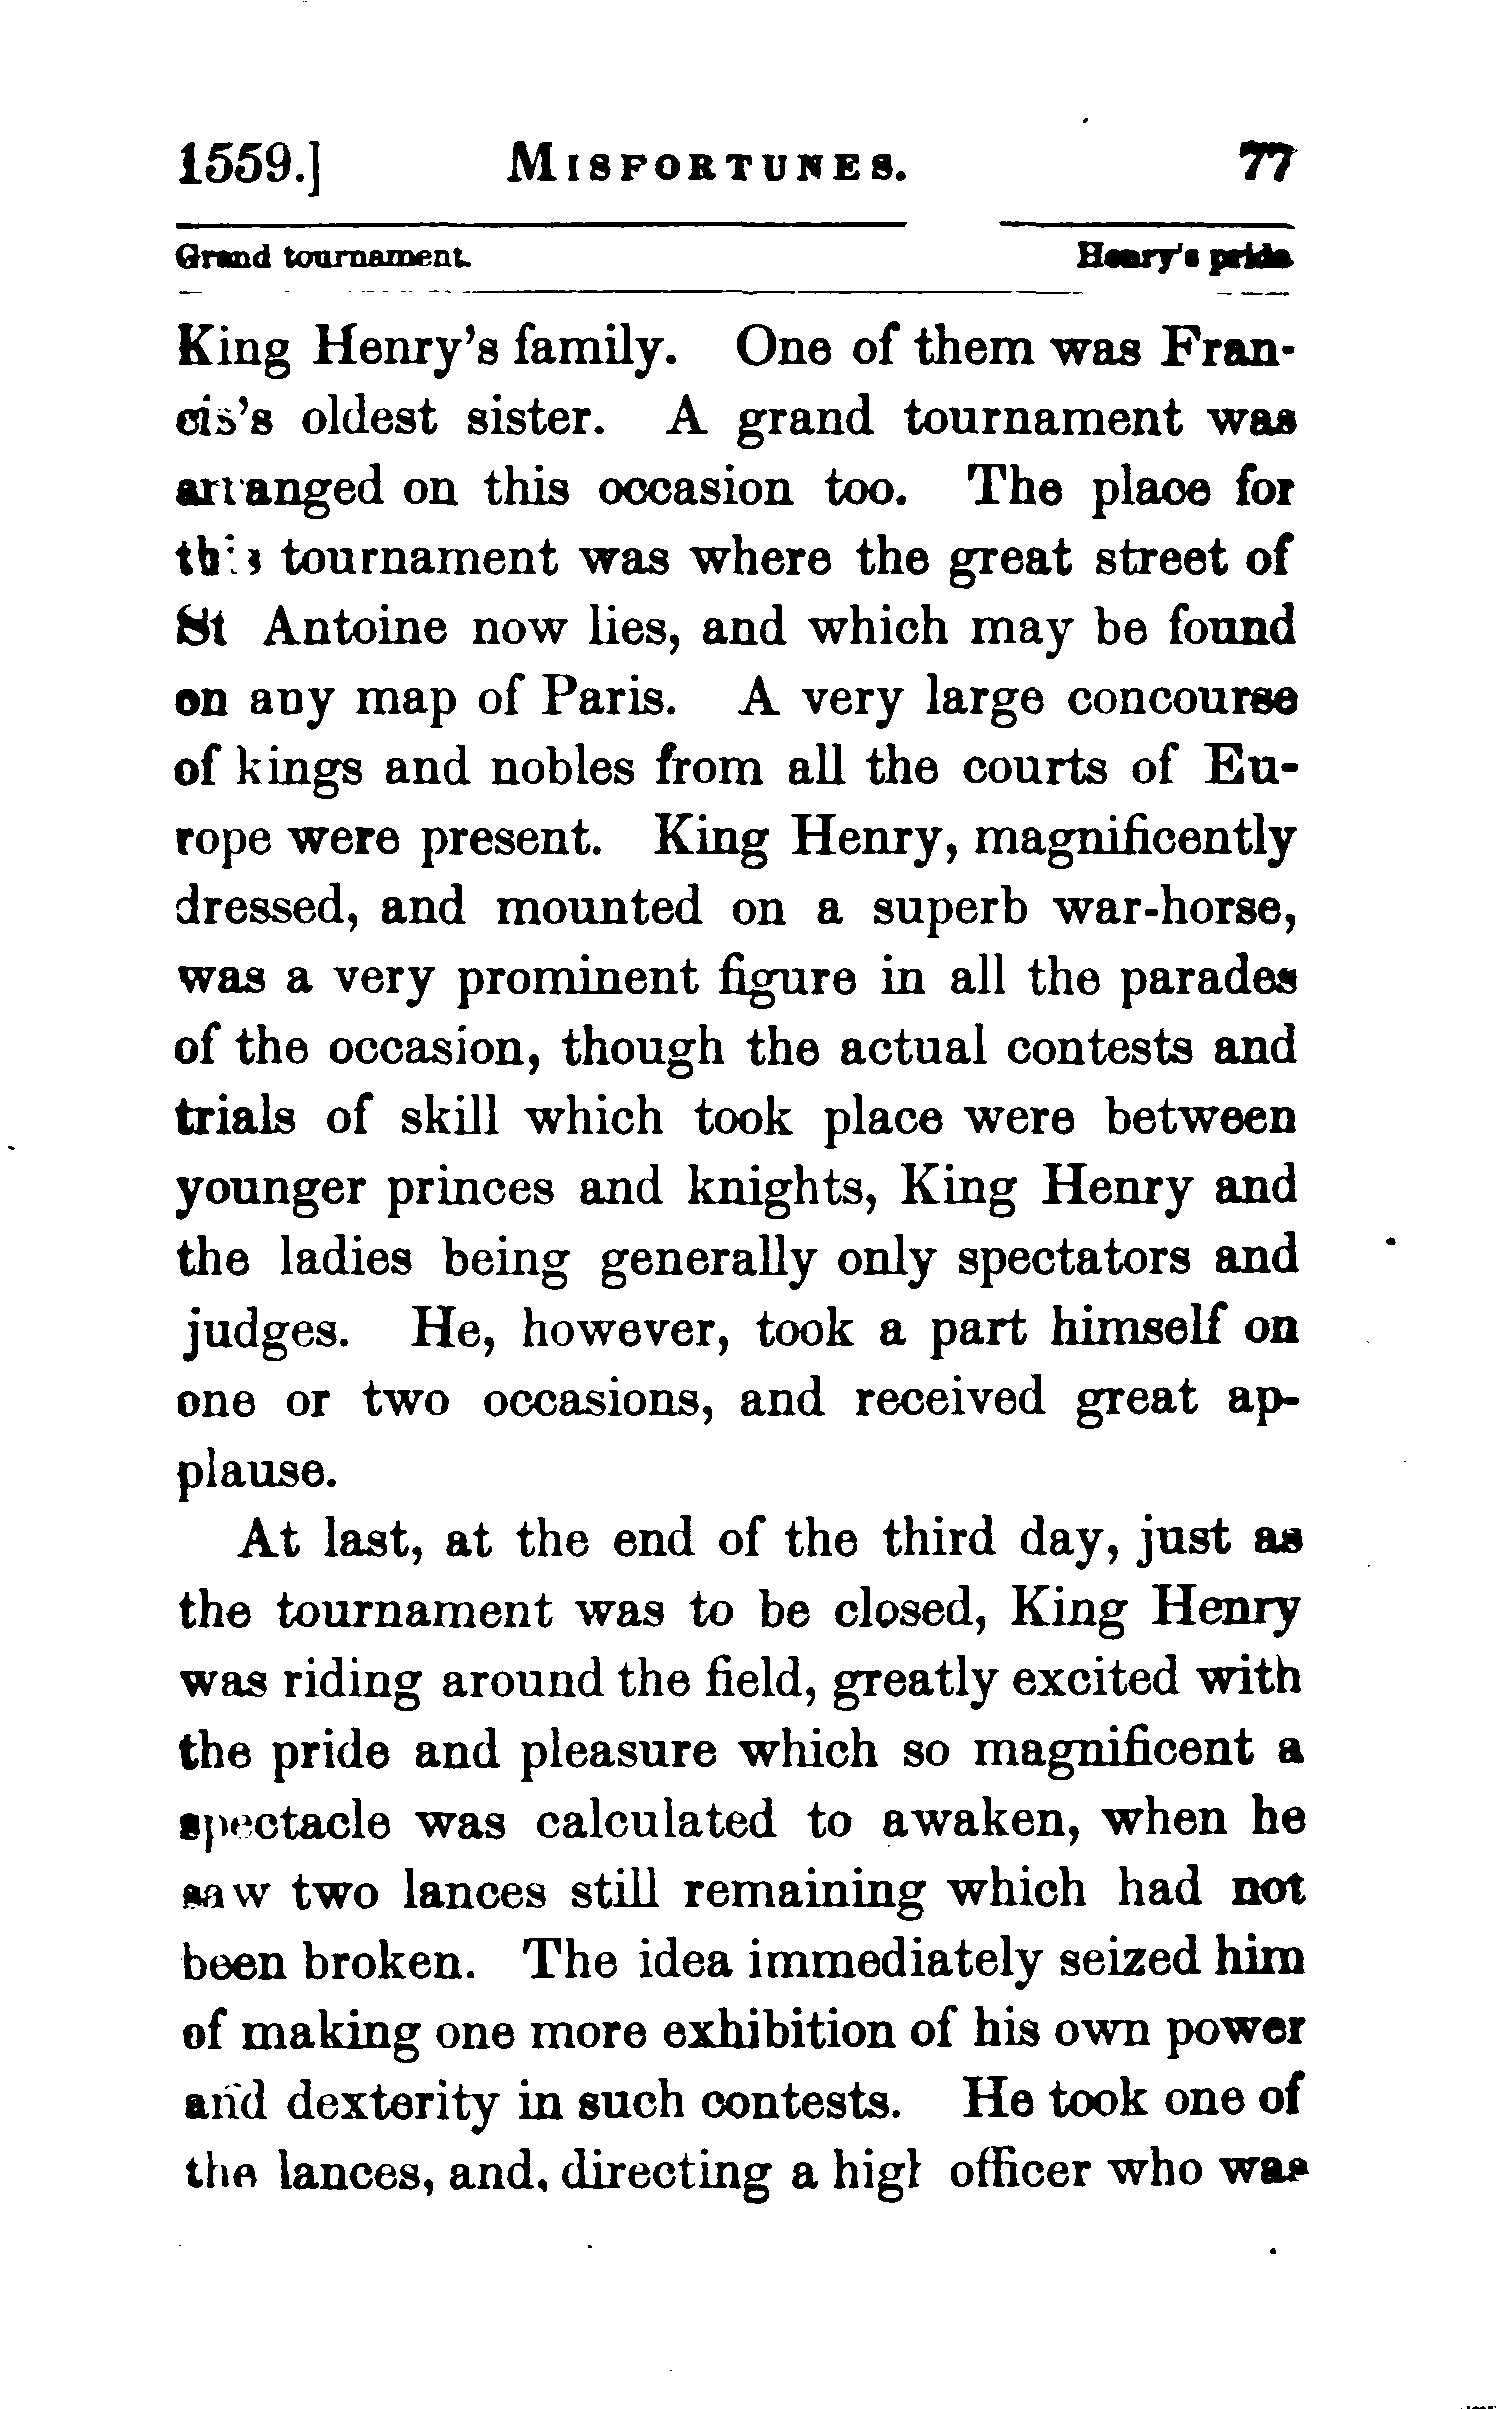 1559.] MISFORTUNES. 77
Grand tournament. Henry's pride.
King Henry's family. One of them was Fran-
cis's oldest sister. A grand tournament was
arranged on this occasion too. The place for
this tournament was where the great street of
St Antoine now lies, and which may be found
on any map of Paris. A very large concourse
of kings and nobles from all the courts of Eu-
rope were present. King Henry, magnificently
dressed, and mounted on a superb war-horse,
was a very prominent figure in all the parades
of the occasion, though the actual contests and
trials of skill which took place were between
younger princes and knights, King Henry and
the ladies being generally only spectators and
judges. He, however, took a part himself on
one or two occasions, and received great ap-
plause.
At last, at the end of the third day, just as
the tournament was to be closed, King Henry
was riding around the field, greatly excited with
the pride and pleasure which so magnificent a
spectacle was calculated to awaken, when he
saw two lances still remaining which had not
been broken. The idea immediately seized him
of making one more exhibition of his own power
and dexterity in such contests. He took one of
the lances, and, directing a high officer who was